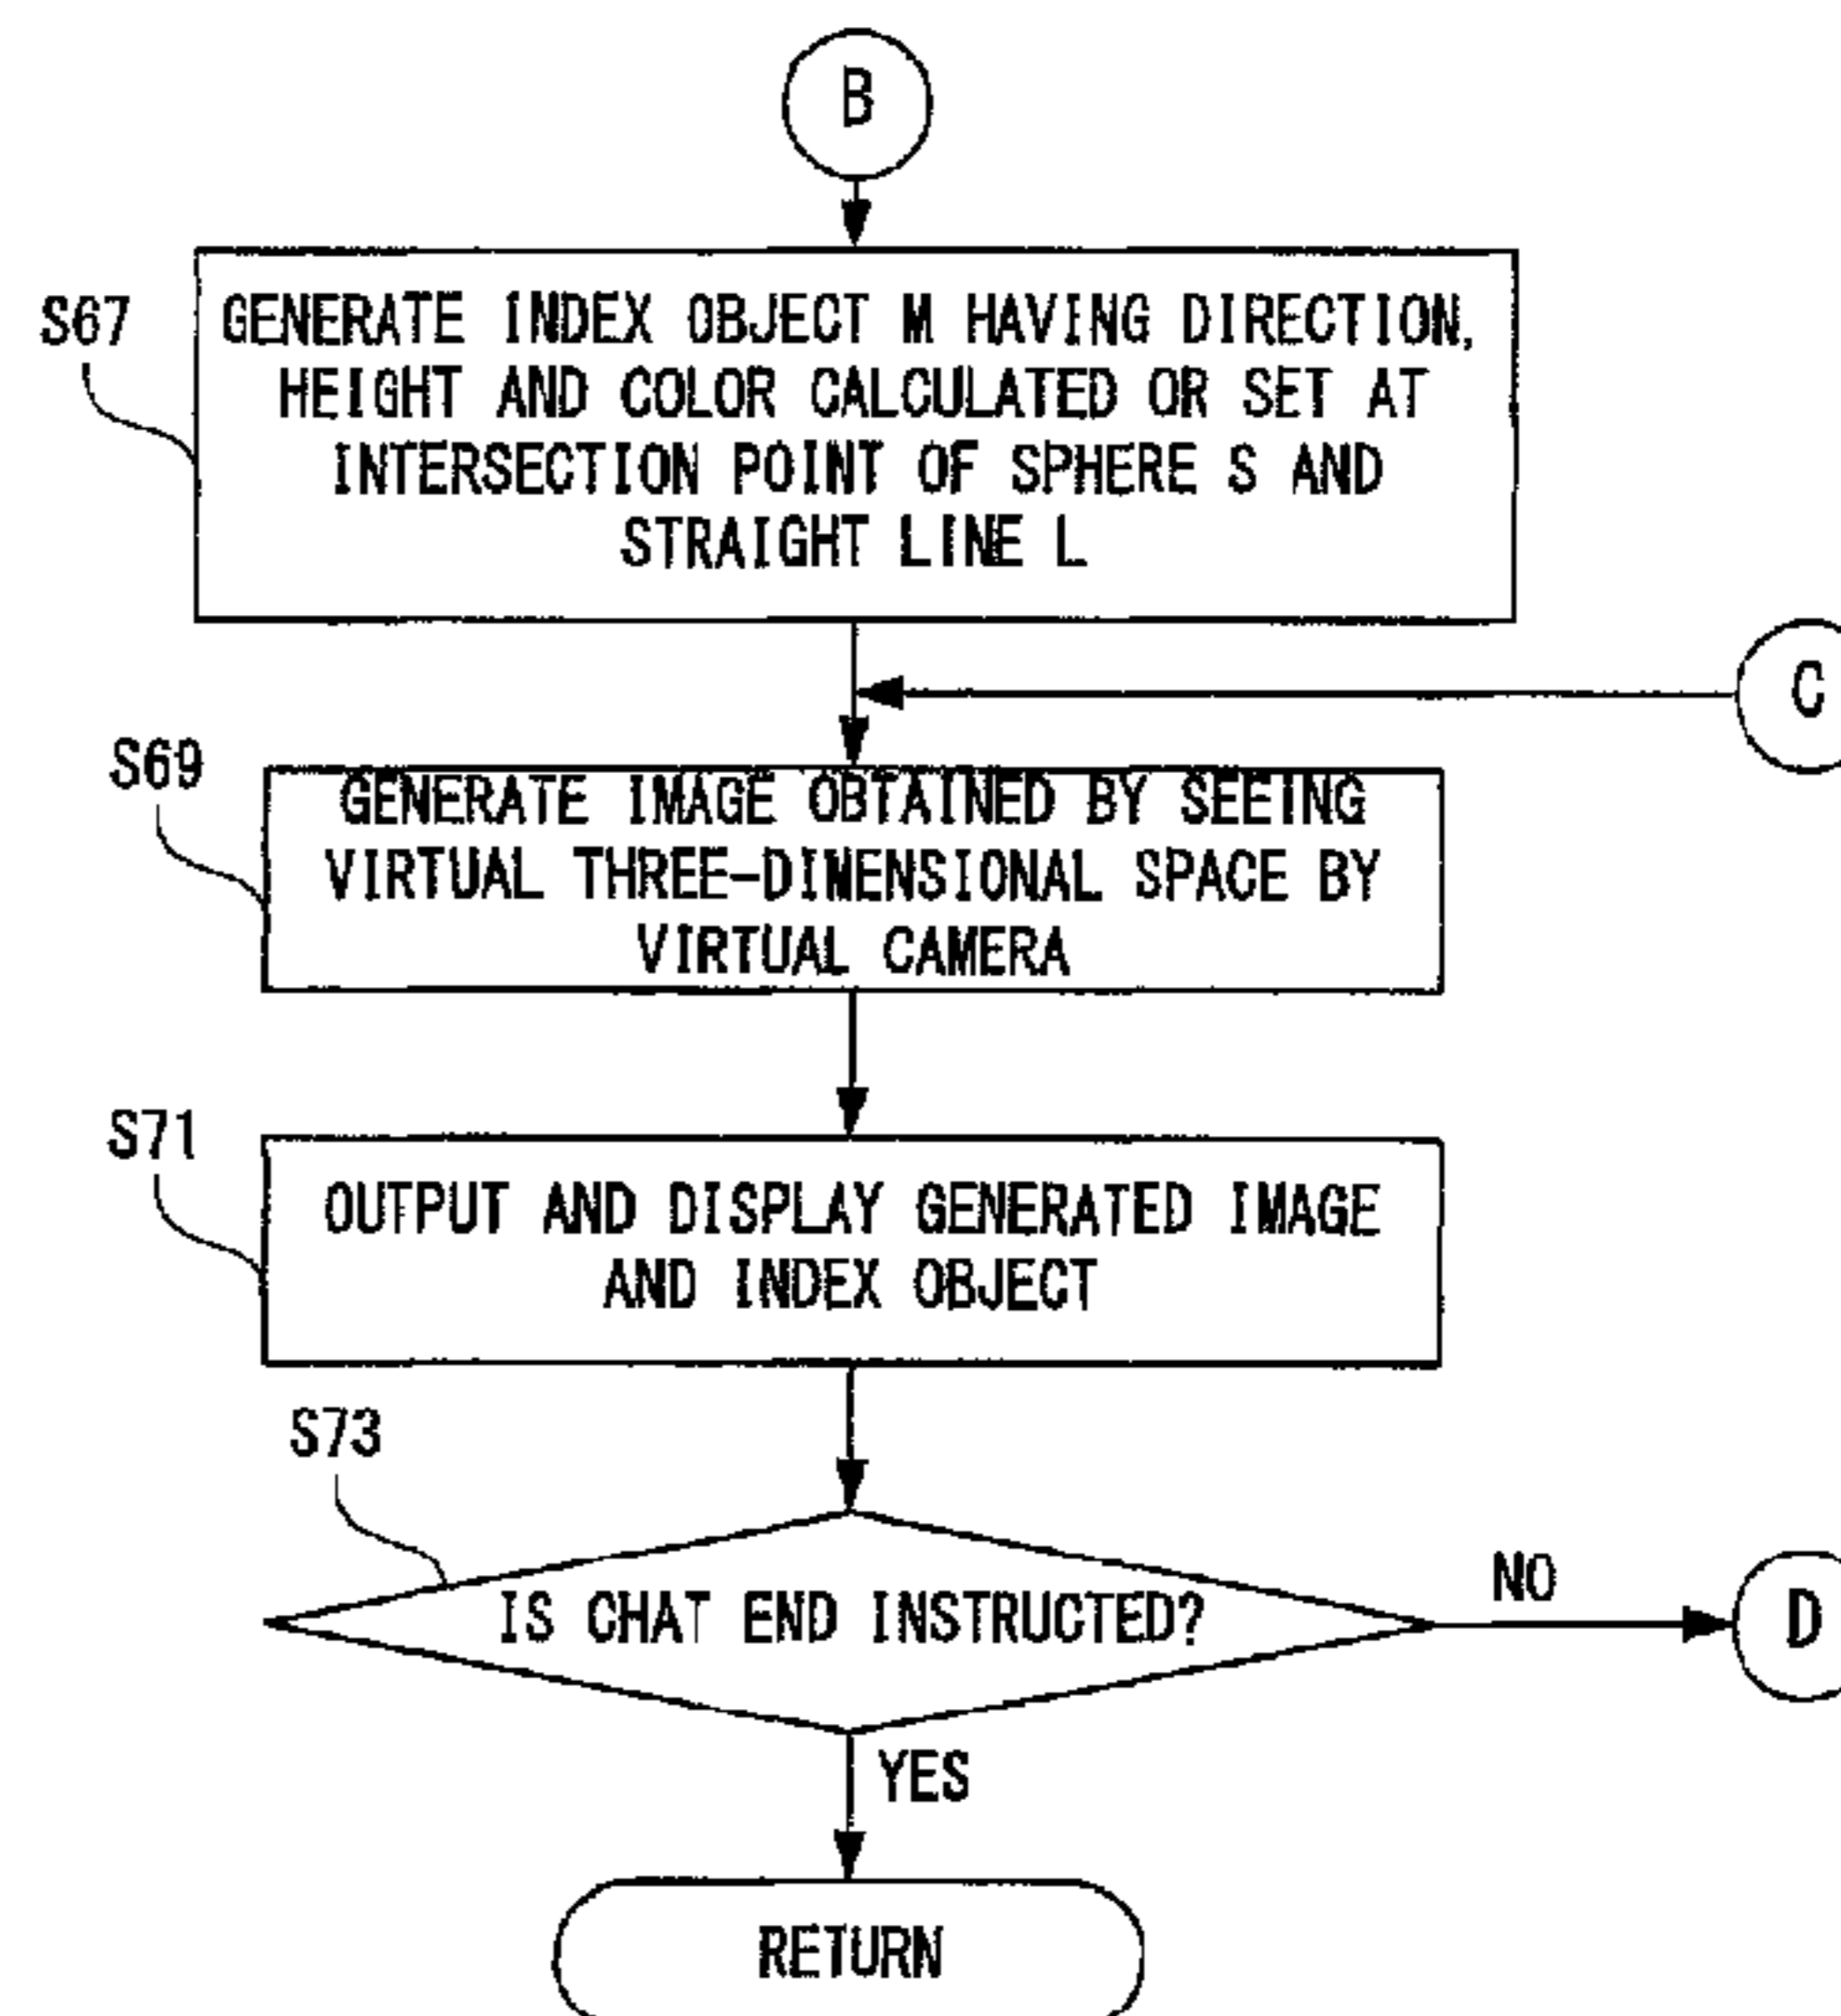 B
S67
GENERATE INDEX OBJECT M HAVING DIRECTION,
HEIGHT AND COLOR CALCULATED OR SET AT
INTERSECTION POINT OF SPHERE S AND
STRAIGHT LINE L
C
S69
GENERATE IMAGE OBTAINED BY SEEING
VIRTUAL THREE-DIMENSIONAL SPACE BY
VIRTUAL CAMERA
S71
OUTPUT AND DISPLAY GENERATED IMAGE
AND INDEX OBJECT
S73
IS CHAT END INSTRUCTED?
NO
D
YES
RETURN